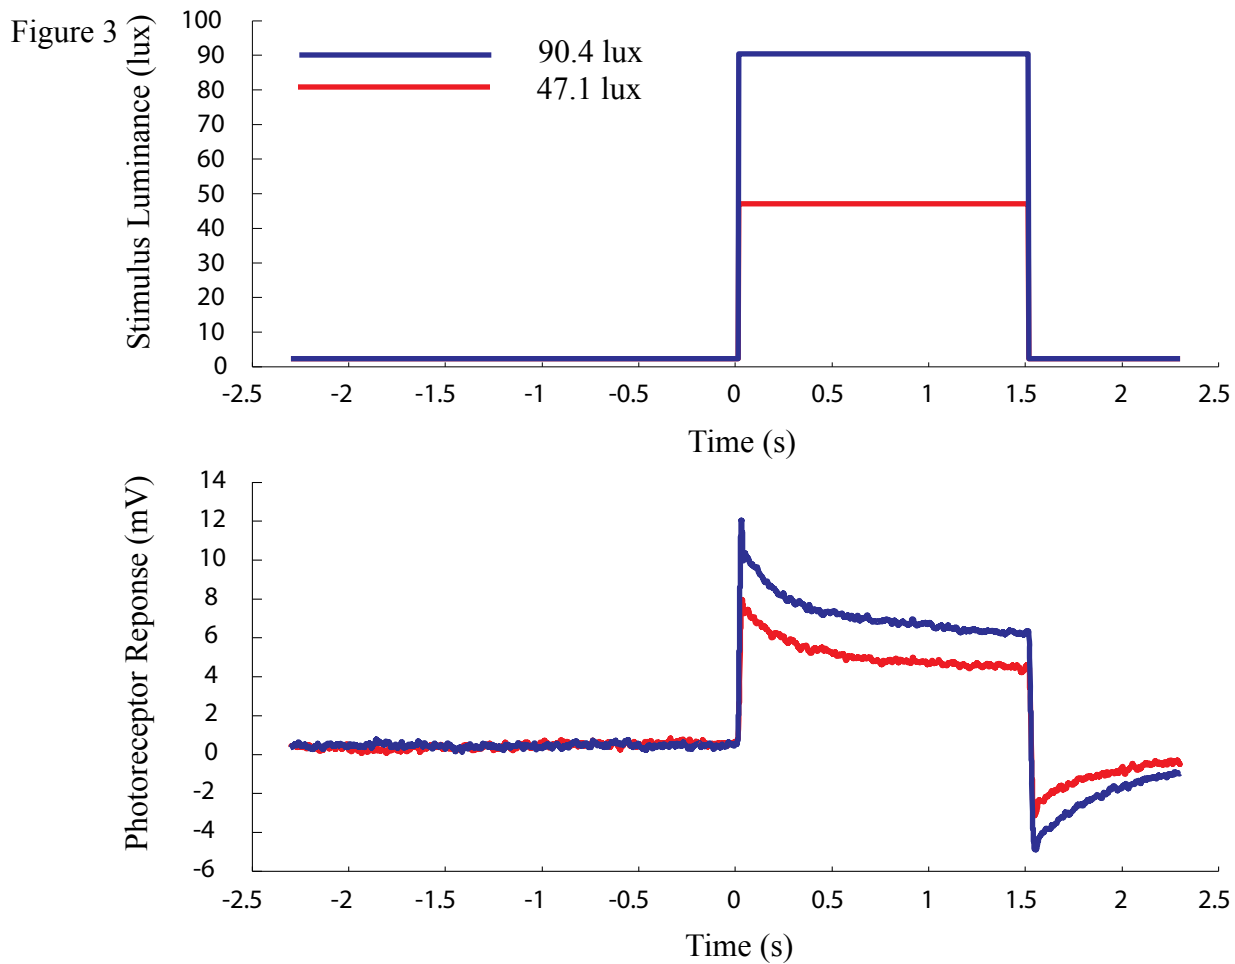 Figure 3
Stimulus Luminance (lux)
100
90
80
70
60
50
40
30
20
10
0
90.4 lux
47.1 lux
-2.5 -2 -1.5 -1 -0.5 0 0.5 1 1.5 2 2.5
Time (s)
Photoreceptor Reponse (mV)
14
12
10
8
6
4
2
0
-2
-4
-6
-2.5 -2 -1.5 -1 -0.5 0 0.5 1 1.5 2 2.5
Time (s)